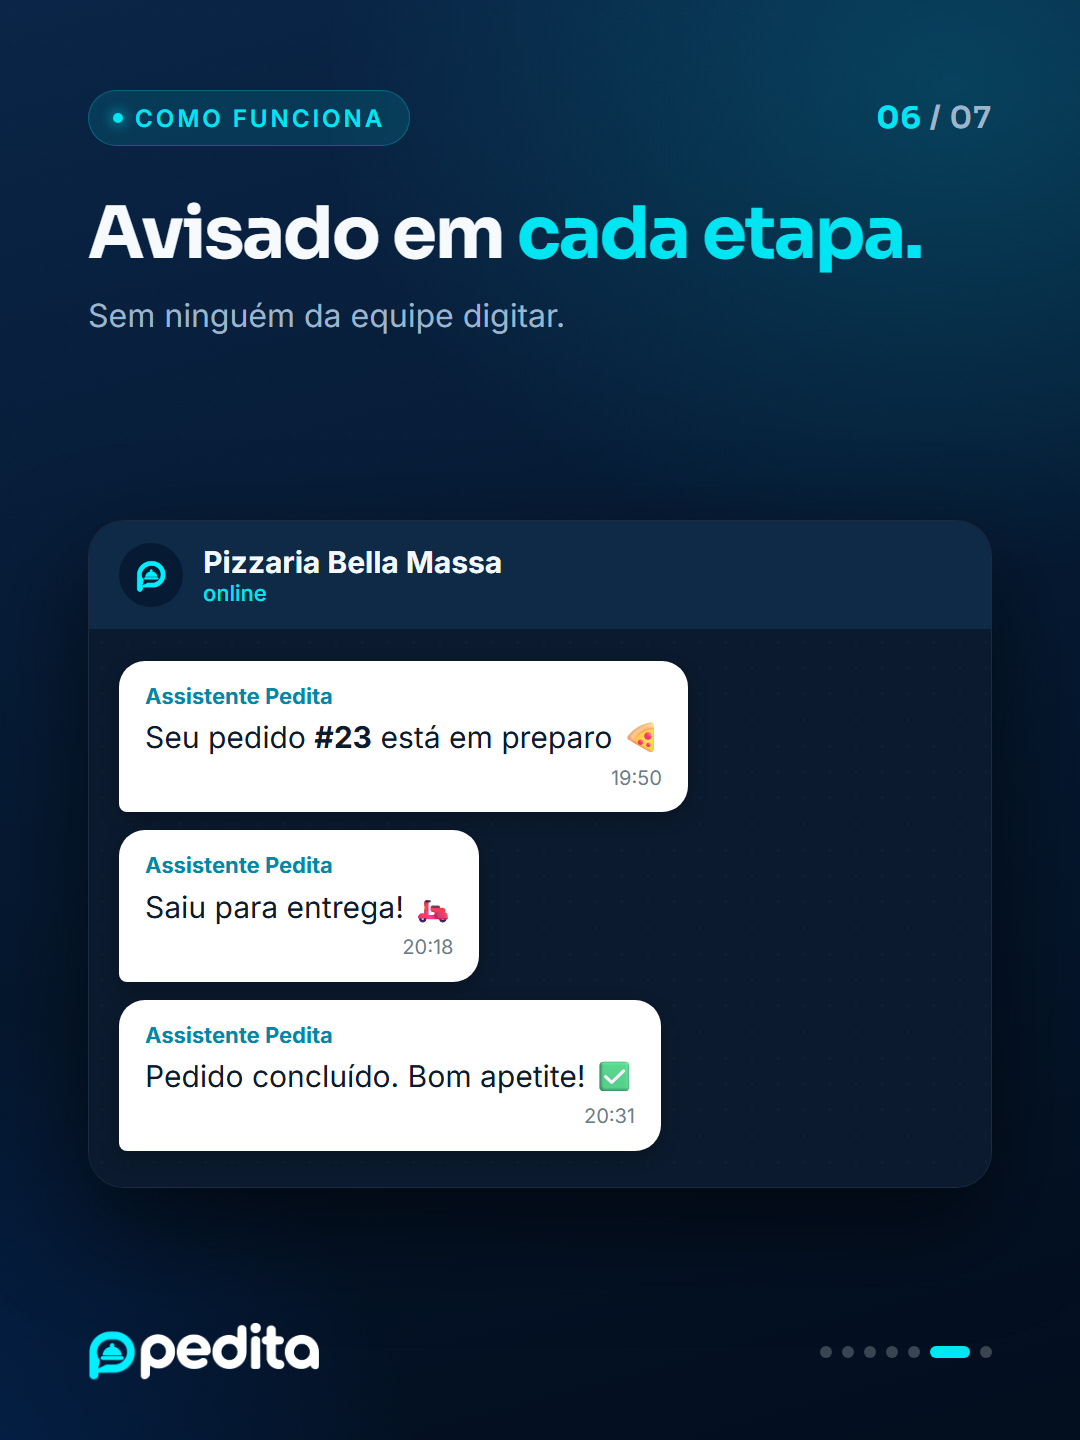 COMO FUNCIONA
06 / 07
Avisado em cada etapa.
Sem ninguém da equipe digitar.
Pizzaria Bella Massa
online
Assistente Pedita
Seu pedido #23 está em preparo 🍕
19:50
Assistente Pedita
Saiu para entrega! 🛵
20:18
Assistente Pedita
Pedido concluído. Bom apetite! ✅
20:31
pedita